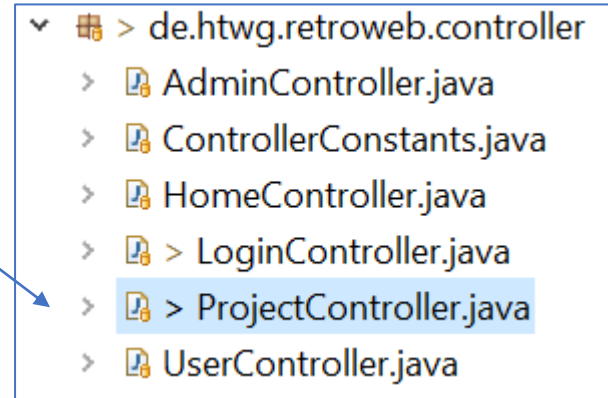 > de.htwg.retroweb.controller
AdminController.java
ControllerConstants.java
HomeController.java
> LoginController.java
> ProjectController.java
UserController.java